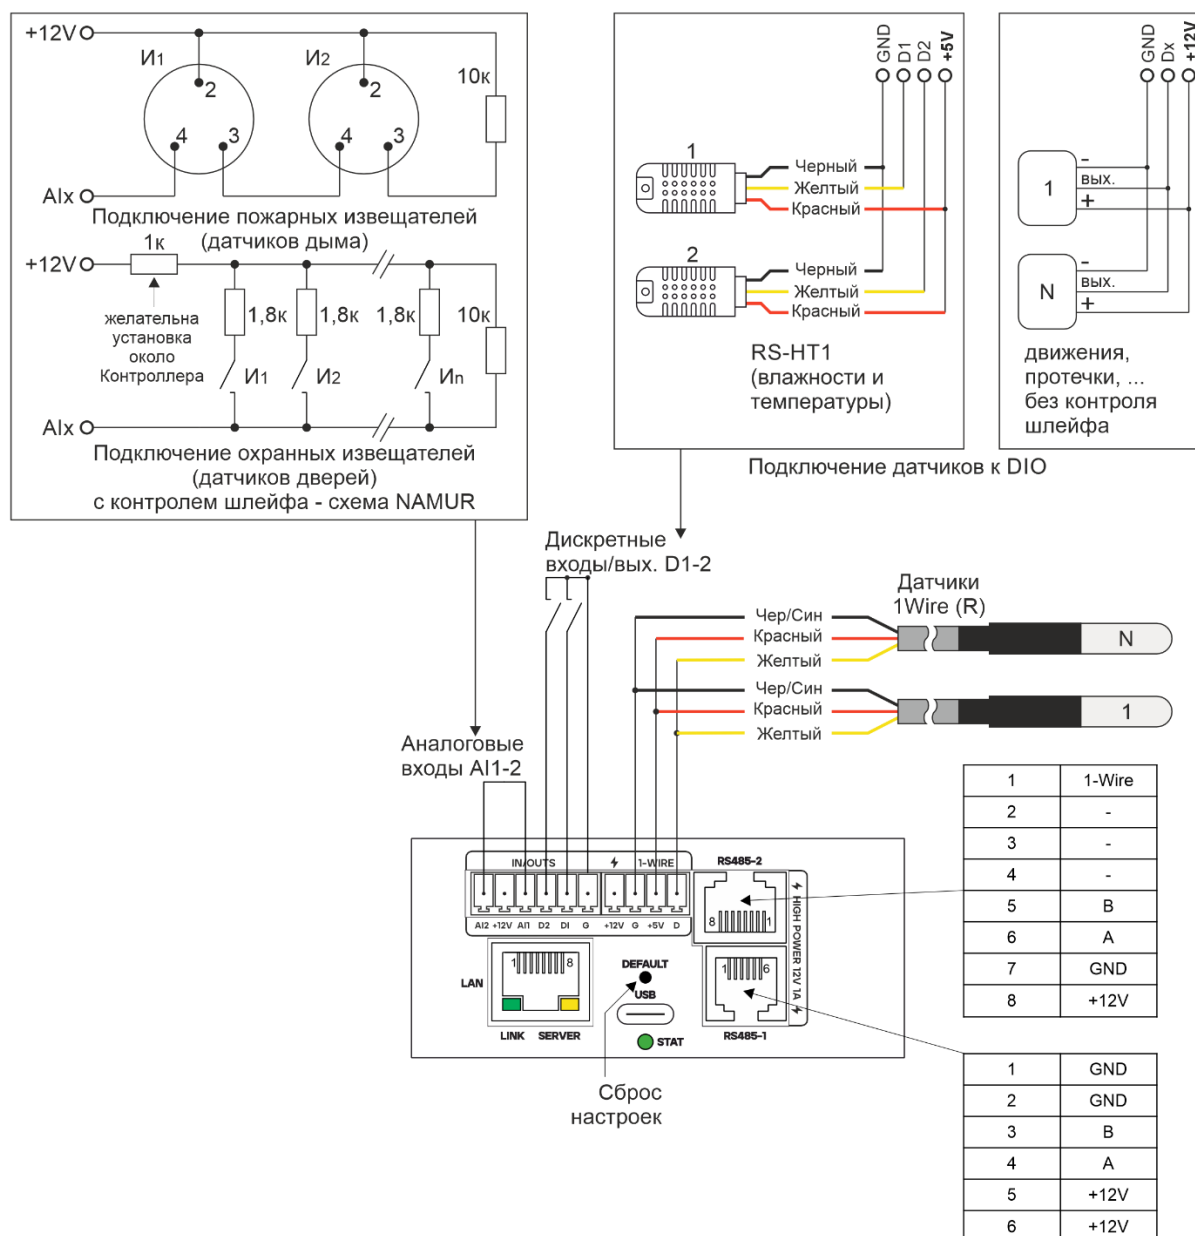 +12V
И1
И2
10к
2
2
4
3
4
3
AIx
Подключение пожарных извещателей
(датчиков дыма)
1к
+12V
1,8к
1,8к
1,8к
10к
желательна
установка
около
Контроллера
И1
И2
Иn
AIx
Подключение охранных извещателей
(датчиков дверей)
с контролем шлейфа - схема NAMUR
GND
D1
D2
+5V
1
Черный
Желтый
Красный
2
Черный
Желтый
Красный
RS-HT1
(влажности и
температуры)
GND
Dx
+12V
1
-
вых.
+
N
-
вых.
+
движения,
протечки, ...
без контроля
шлейфа
Подключение датчиков к DIO
Дискретные
входы/вых. D1-2
Датчики
1Wire (R)
Чер/Син
Красный
Желтый
N
Чер/Син
Красный
Желтый
1
Аналоговые
входы AI1-2
IN/OUTS
1-WIRE
RS485-2
AI2 +12V AI1 D2 DI G +12V G +5V D
8 1
HIGH POWER 12V 1A
LAN
1 8
DEFAULT
USB
1 6
LINK SERVER
STAT
RS485-1
Сброс
настроек
1 1-Wire
2 -
3 -
4 -
5 B
6 A
7 GND
8 +12V
1 GND
2 GND
3 B
4 A
5 +12V
6 +12V